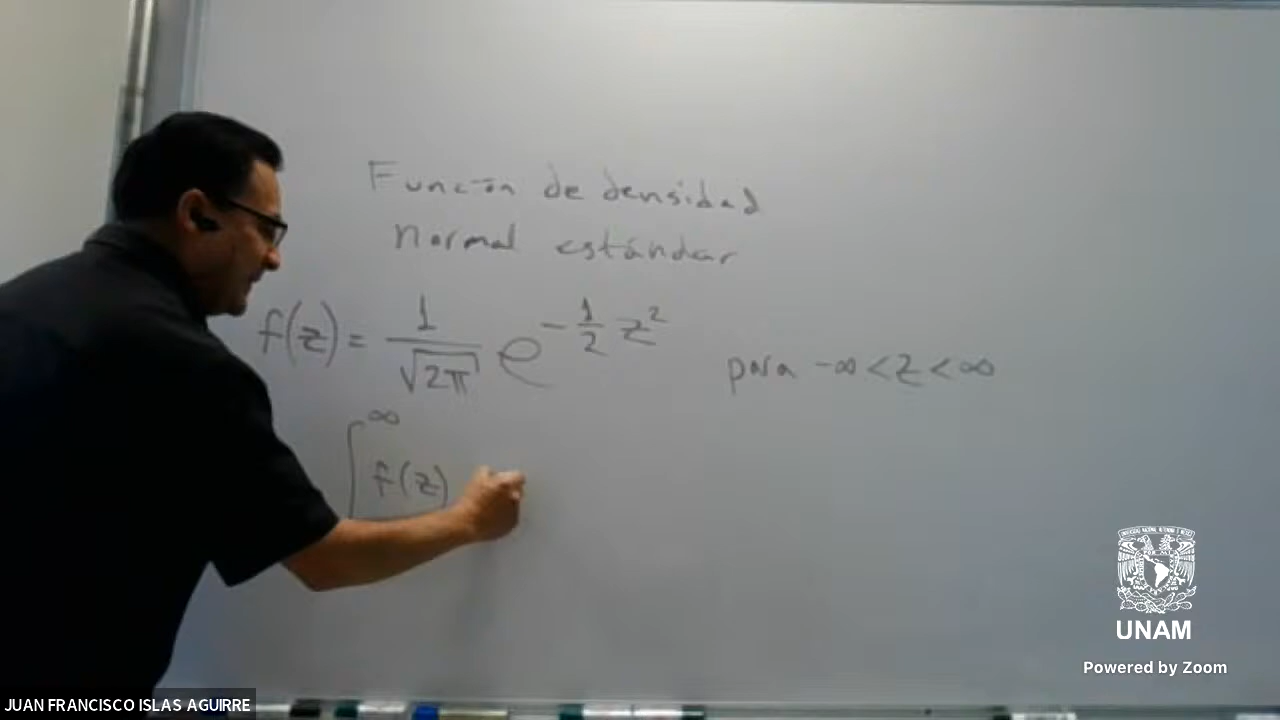 Función de densidad
normal estándar
f(z) = 1/√2π e^(-1/2 z²) para -∞ < z < ∞
∫^∞ f(z)
UNAM
Powered by Zoom
JUAN FRANCISCO ISLAS AGUIRRE